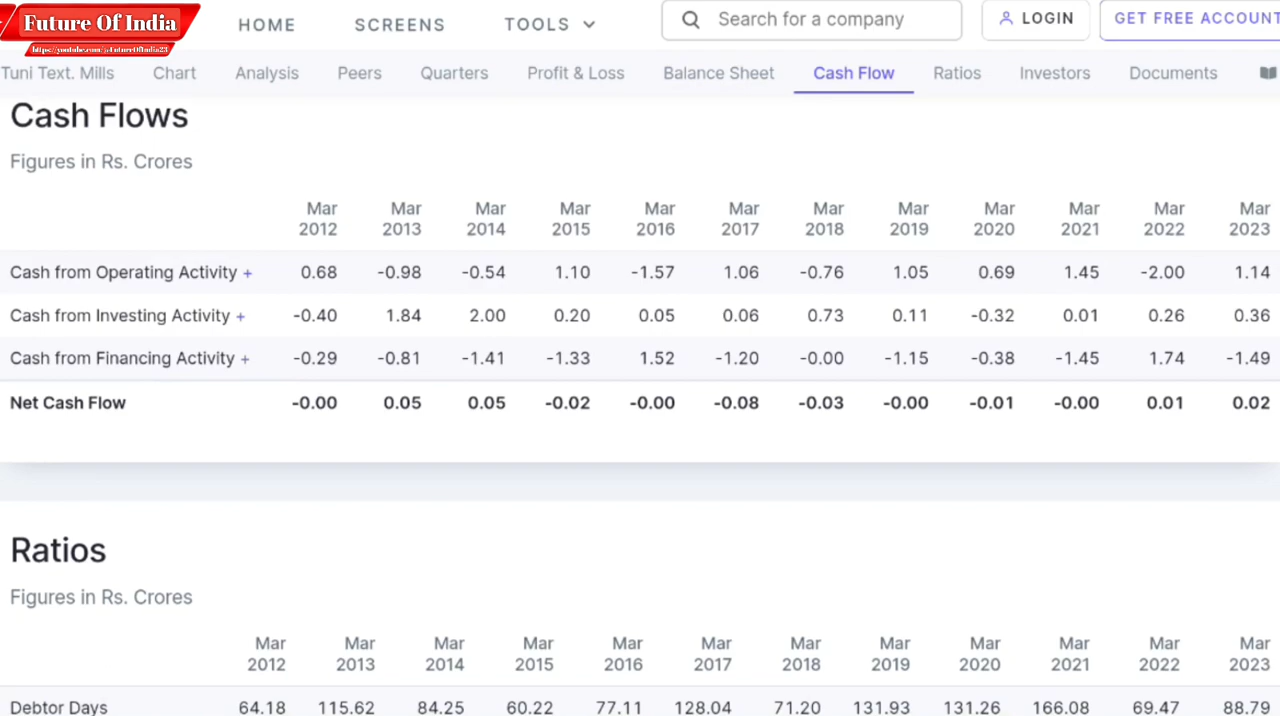 Future Of India
HOME SCREENS TOOLS Search for a company LOGIN GET FREE ACCOUNT
Tuni Text. Mills Chart Analysis Peers Quarters Profit & Loss Balance Sheet Cash Flow Ratios Investors Documents
Cash Flows
Figures in Rs. Crores
Mar Mar Mar Mar Mar Mar Mar Mar Mar Mar Mar Mar
2012 2013 2014 2015 2016 2017 2018 2019 2020 2021 2022 2023
Cash from Operating Activity + 0.68 -0.98 -0.54 1.10 -1.57 1.06 -0.76 1.05 0.69 1.45 -2.00 1.14
Cash from Investing Activity + -0.40 1.84 2.00 0.20 0.05 0.06 0.73 0.11 -0.32 0.01 0.26 0.36
Cash from Financing Activity + -0.29 -0.81 -1.41 -1.33 1.52 -1.20 -0.00 -1.15 -0.38 -1.45 1.74 -1.49
Net Cash Flow -0.00 0.05 0.05 -0.02 -0.00 -0.08 -0.03 -0.00 -0.01 -0.00 0.01 0.02
Ratios
Figures in Rs. Crores
Mar Mar Mar Mar Mar Mar Mar Mar Mar Mar Mar Mar
2012 2013 2014 2015 2016 2017 2018 2019 2020 2021 2022 2023
Debtor Days 64.18 115.62 84.25 60.22 77.11 128.04 71.20 131.93 131.26 166.08 69.47 88.79